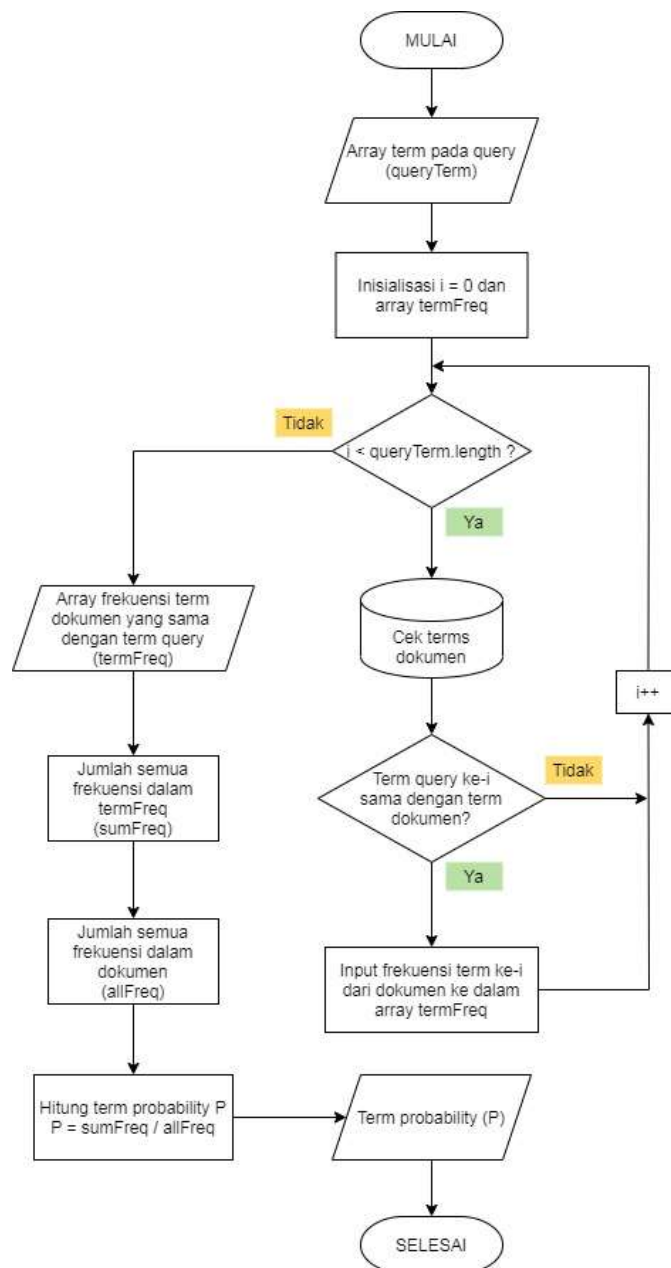 MULAI
Array term pada query
(queryTerm)
Inisialisasi i = 0 dan
array termFreq
i < queryTerm.length ?
Tidak
Ya
Array frekuensi term
dokumen yang sama
dengan term query
(termFreq)
Cek terms
dokumen
i++
Term query ke-i
sama dengan term
dokumen?
Tidak
Ya
Jumlah semua
frekuensi dalam
termFreq
(sumFreq)
Jumlah semua
frekuensi dalam
dokumen
(allFreq)
Input frekuensi term ke-i
dari dokumen ke dalam
array termFreq
Hitung term probability P
P = sumFreq / allFreq
Term probability (P)
SELESAI